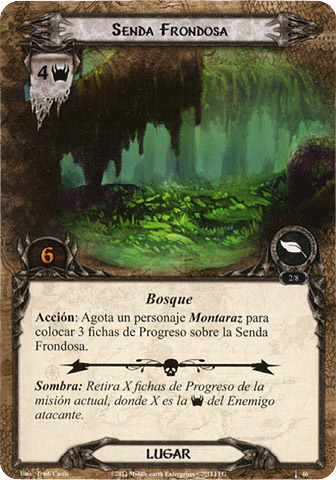 SENDA FRONDOSA
4
6
2/8
Bosque
Acción: Agota un personaje Montaraz para
colocar 3 fichas de Progreso sobre la Senda
Frondosa.
Sombra: Retira X fichas de Progreso de la
misión actual, donde X es la del Enemigo
atacante.
LUGAR
Ilus.: Trudi Castle
©2012 Middle-earth Enterprises ©2012 FFG
46